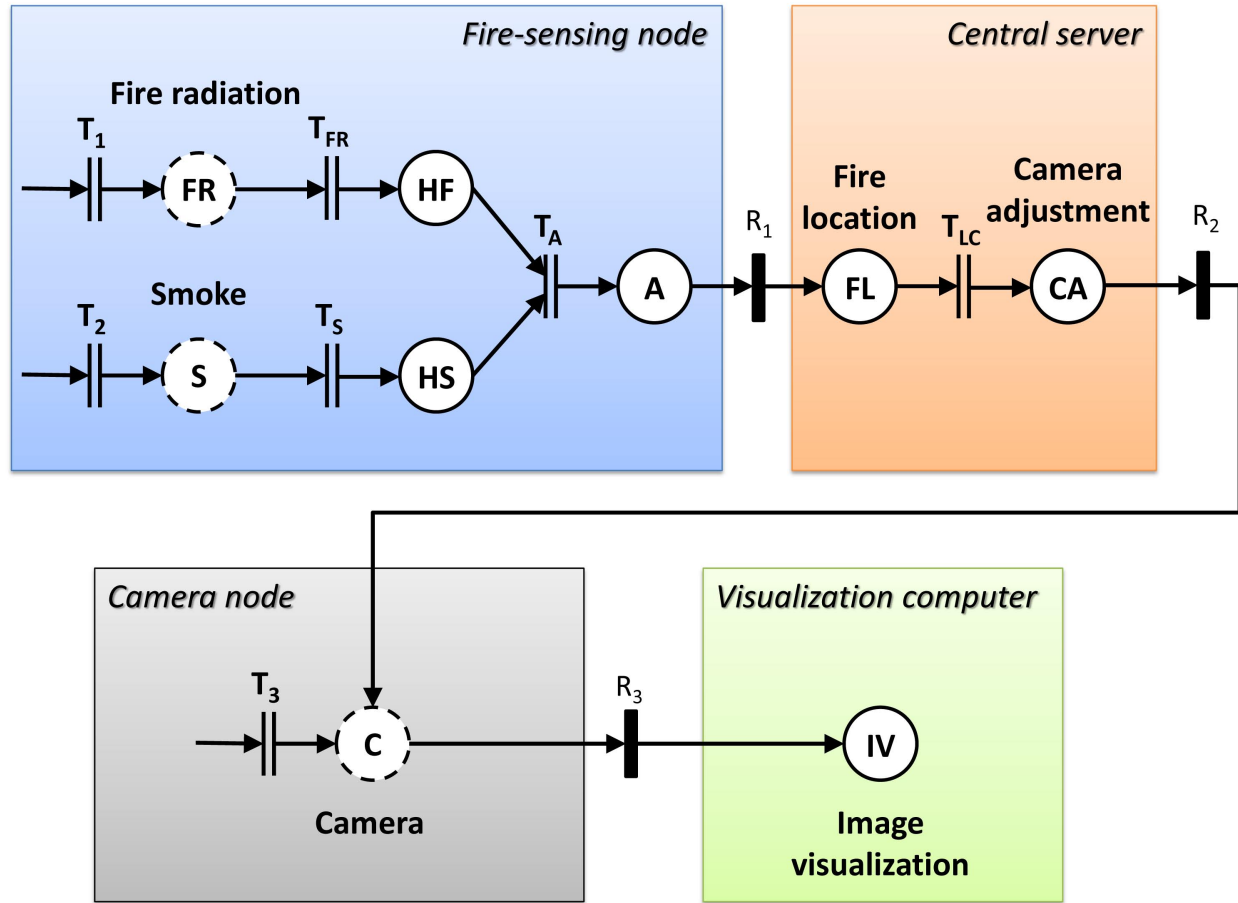 Fire-sensing node
Central server
Fire radiation
T1
TFR
FR
HF
Smoke
T2
TS
S
HS
TA
A
R1
Fire
location
FL
TLC
Camera
adjustment
CA
R2
Camera node
T3
C
Camera
R3
Visualization computer
IV
Image
visualization